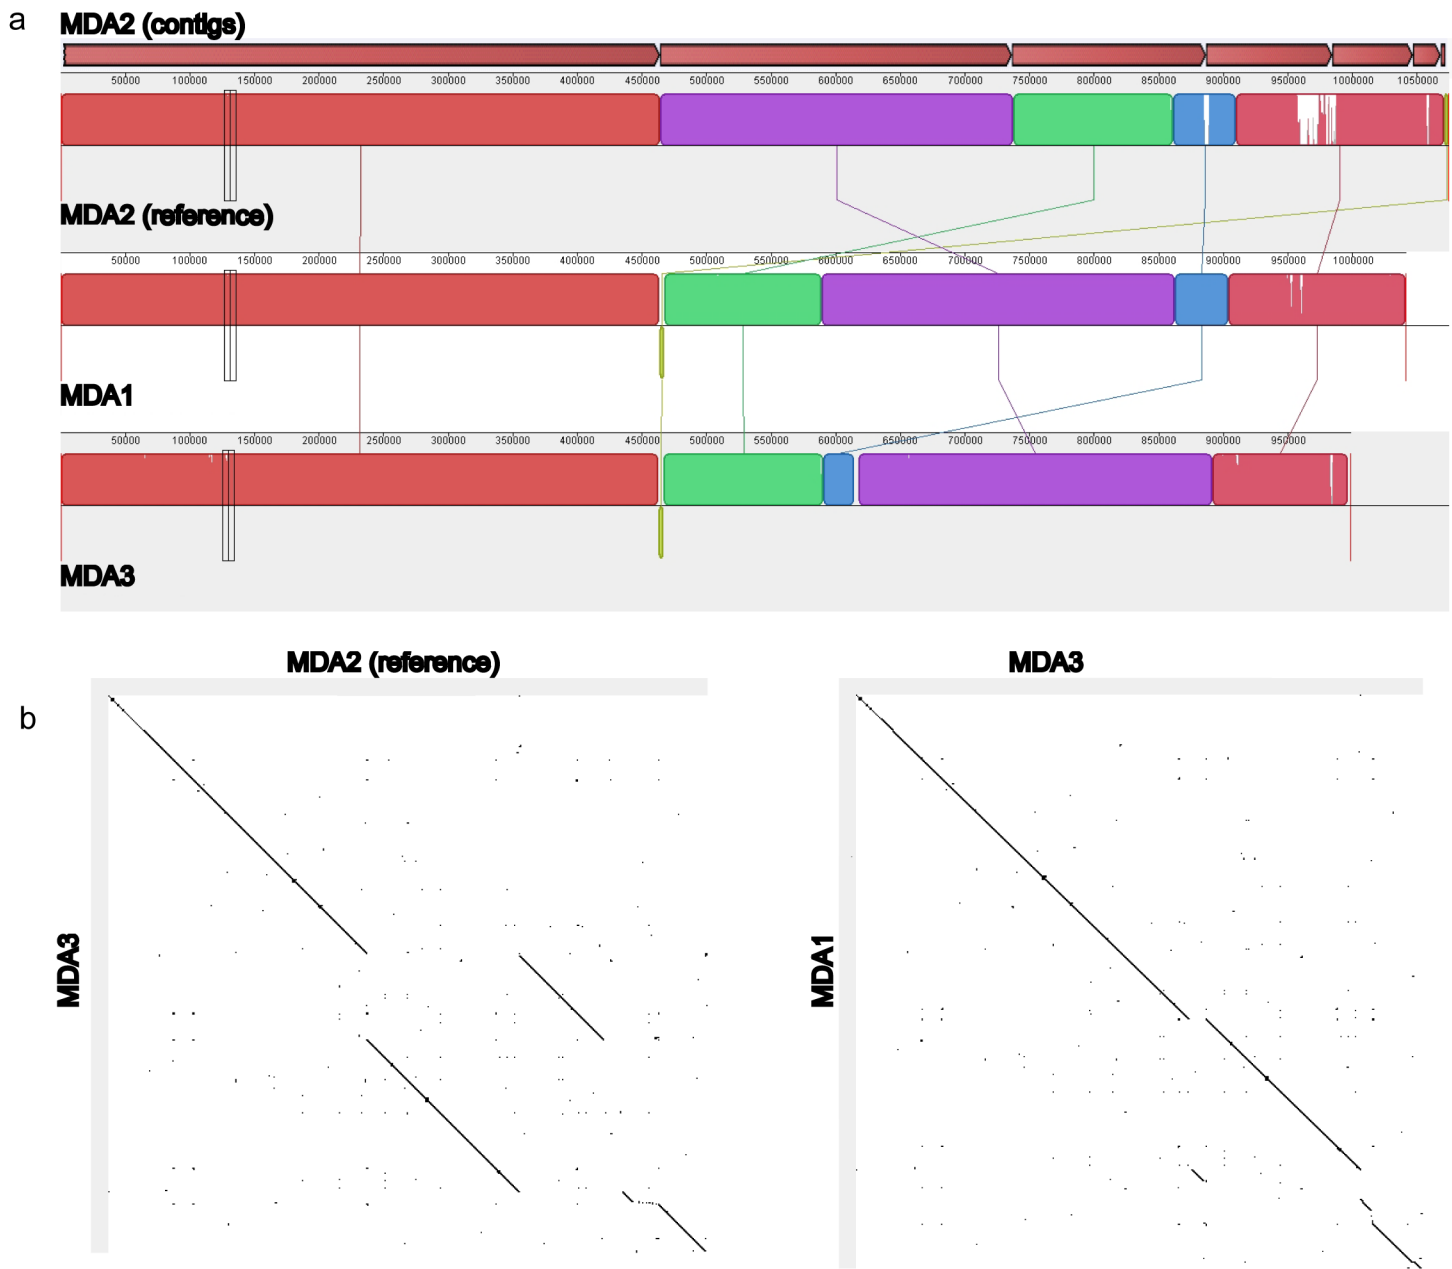 a
MDA2 (contigs)
50000 100000 150000 200000 250000 300000 350000 400000 450000 500000 550000 600000 650000 700000 750000 800000 850000 900000 950000 1000000 1050000
MDA2 (reference)
50000 100000 150000 200000 250000 300000 350000 400000 450000 500000 550000 600000 650000 700000 750000 800000 850000 900000 950000 1000000
MDA1
50000 100000 150000 200000 250000 300000 350000 400000 450000 500000 550000 600000 650000 700000 750000 800000 850000 900000 950000
MDA3
MDA2 (reference) MDA3
b
MDA3
MDA1